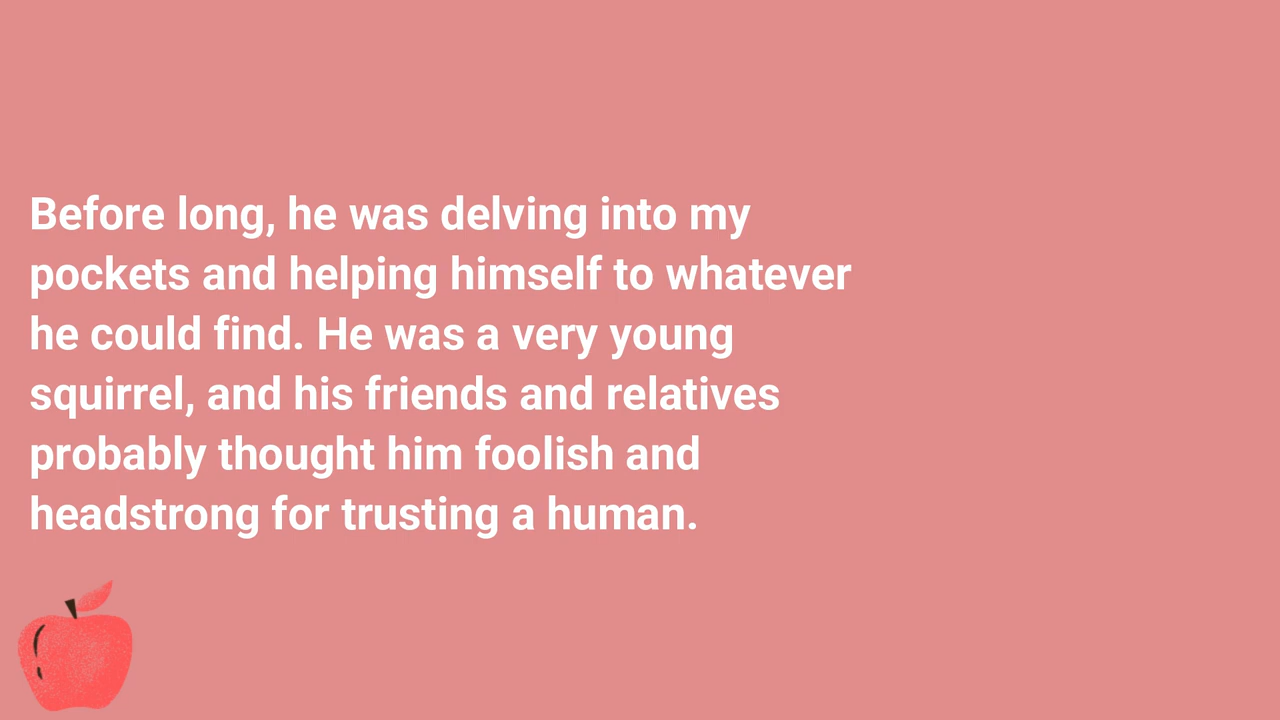 Before long, he was delving into my
pockets and helping himself to whatever
he could find. He was a very young
squirrel, and his friends and relatives
probably thought him foolish and
headstrong for trusting a human.